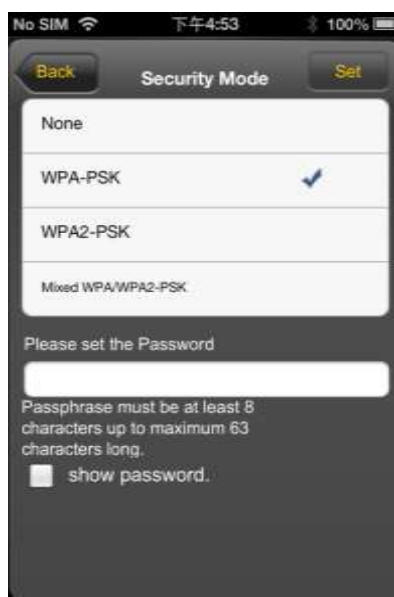 No SIM 下午4:53 100%
Back Security Mode Set
None
WPA-PSK
WPA2-PSK
Mixed WPA/WPA2-PSK
Please set the Password
Passphrase must be at least 8
characters up to maximum 63
characters long.
show password.